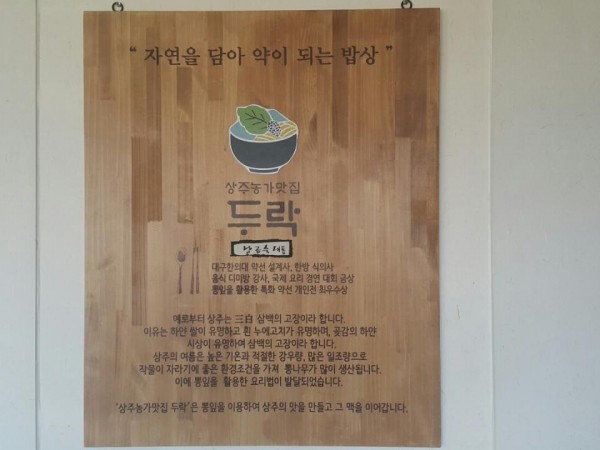 “ 자연을 담아 약이 되는 밥상 ”
상주농가맛집
두락
대구한의대 약선 설계사, 한방 식의사
음식 디미방 강사, 국제 요리 경연 대회 금상
뽕잎을 활용한 특화 약선 개인전 최우수상
예로부터 상주는 三白 삼백의 고장이라 합니다.
이유는 하얀 쌀이 유명하고 흰 누에고치가 유명하며, 곶감의 하얀
시상이 유명하여 삼백의 고장이라 합니다.
상주의 여름은 높은 기온과 적절한 강우량, 많은 일조량으로
작물이 자라기에 좋은 환경조건을 가져 뽕나무가 많이 생산됩니다.
이에 뽕잎을 활용한 요리법이 발달되었습니다.
‘상주농가맛집 두락’은 뽕잎을 이용하여 상주의 맛을 만들고 그 맥을 이어갑니다.